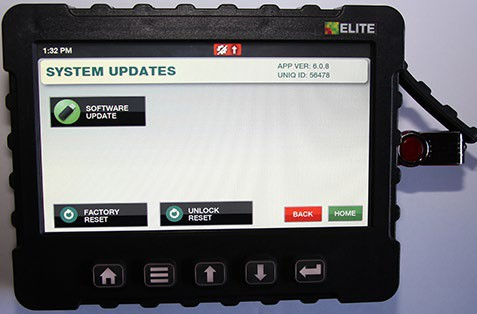 ELITE
1:32 PM
SYSTEM UPDATES
APP VER: 6.0.8
UNIQ ID: 56478
SOFTWARE
UPDATE
FACTORY
RESET
UNLOCK
RESET
BACK
HOME